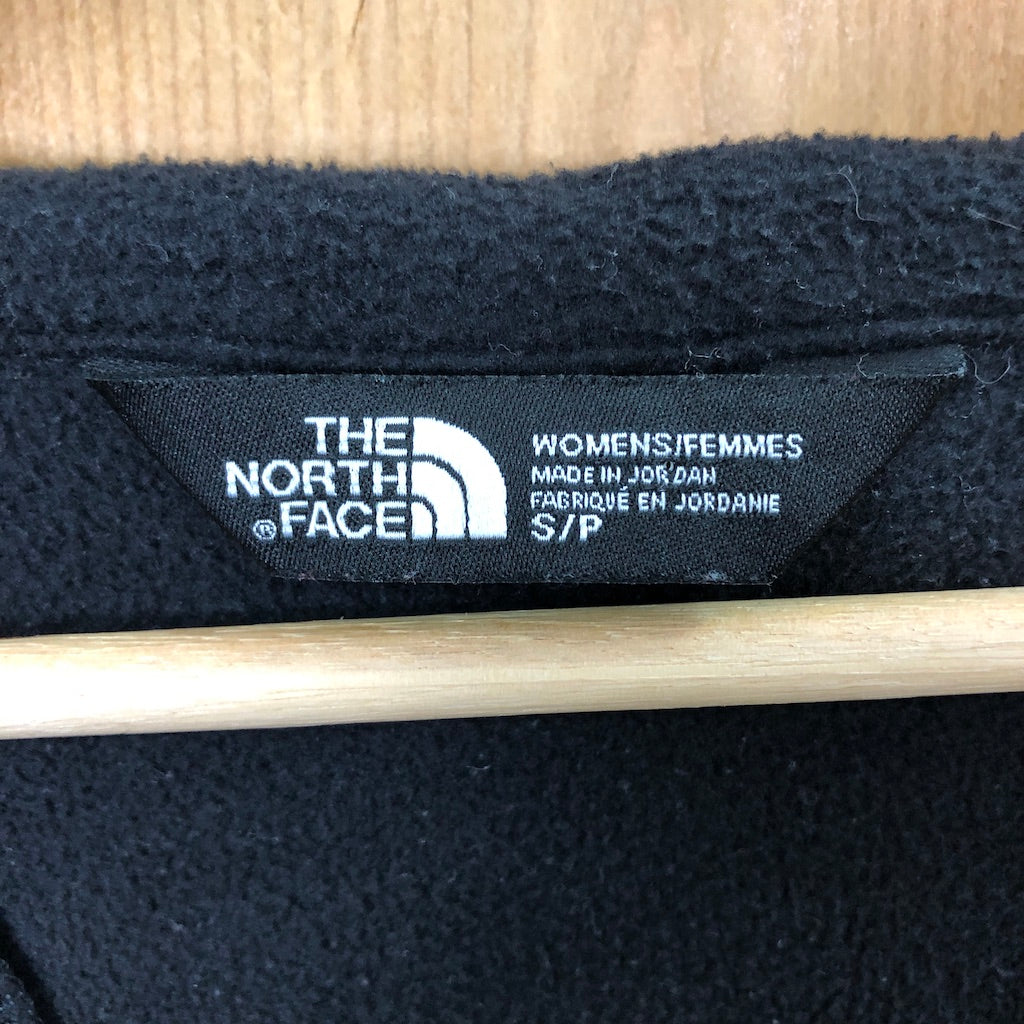 THE
NORTH
® FACE
WOMENS/FEMMES
MADE IN JORDAN
FABRIQUÉ EN JORDANIE
S/P